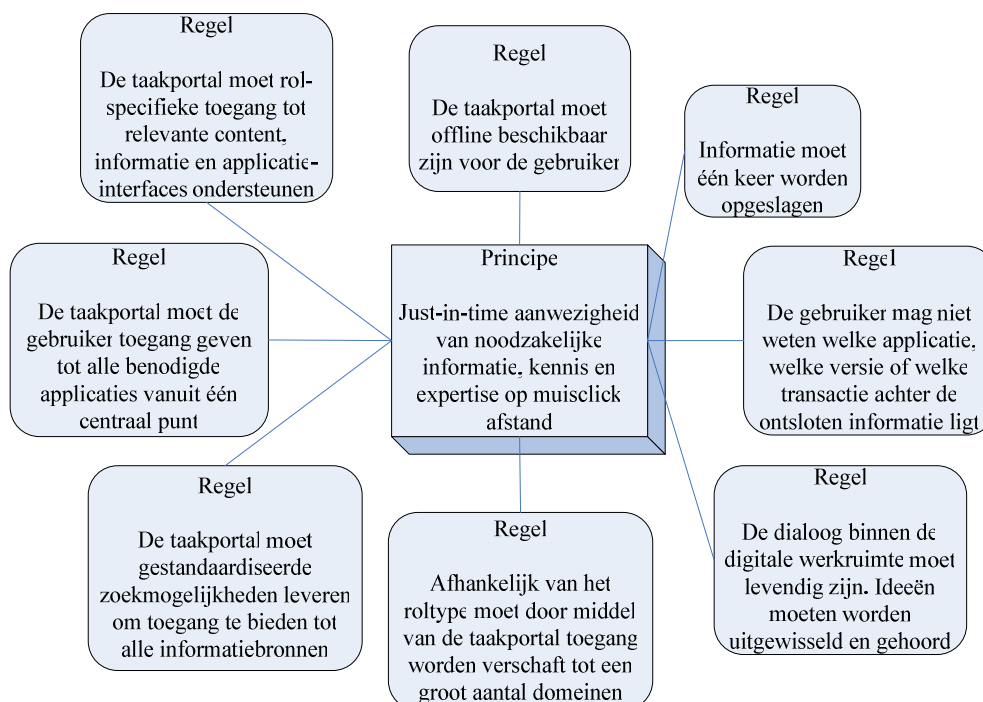 Regel
De taakportal moet rol-
specifieke toegang tot
relevante content,
informatie en applicatie-
interfaces ondersteunen
Regel
De taakportal moet
offline beschikbaar
zijn voor de gebruiker
Regel
Informatie moet
één keer worden
opgeslagen
Regel
De taakportal moet de
gebruiker toegang geven
tot alle benodigde
applicaties vanuit één
centraal punt
Principe
Just-in-time aanwezigheid
van noodzakelijke
informatie, kennis en
expertise op muisclick
afstand
Regel
De gebruiker mag niet
weten welke applicatie,
welke versie of welke
transactie achter de
ontsloten informatie ligt
Regel
De taakportal moet
gestandaardiseerde
zoekmogelijkheden leveren
om toegang te bieden tot
alle informatiebronnen
Regel
Afhankelijk van het
roltype moet door middel
van de taakportal toegang
worden verschaft tot een
groot aantal domeinen
Regel
De dialoog binnen de
digitale werkruimte moet
levendig zijn. Ideeën
moeten worden
uitgewisseld en gehoord